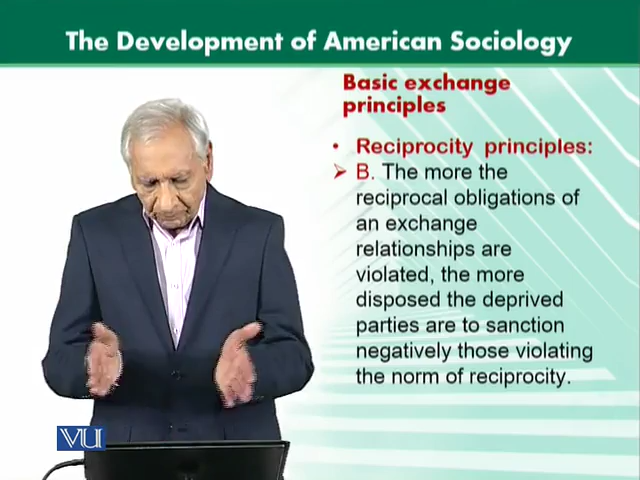 The Development of American Sociology
Basic exchange
principles
• Reciprocity principles:
➢ B. The more the
reciprocal obligations of
an exchange
relationships are
violated, the more
disposed the deprived
parties are to sanction
negatively those violating
the norm of reciprocity.
VU